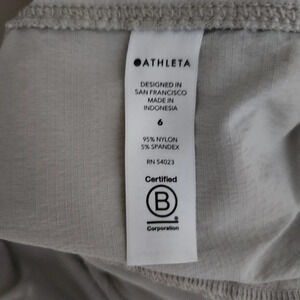 ATHLETA
DESIGNED IN
SAN FRANCISCO
MADE IN
INDONESIA
6
95% NYLON
5% SPANDEX
RN 54023
Certified
B
Corporation